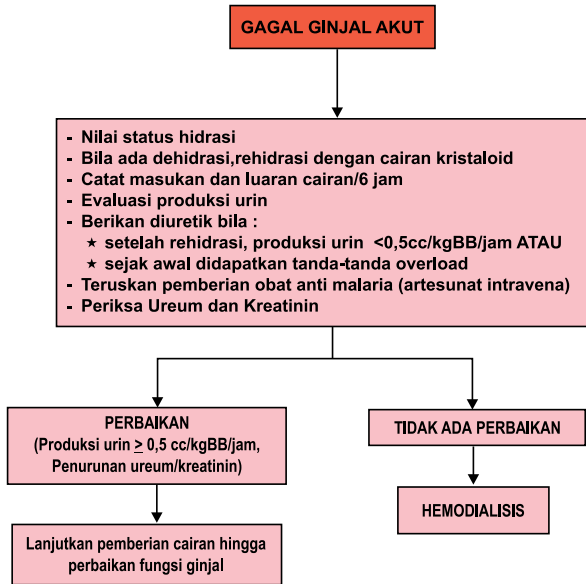 GAGAL GINJAL AKUT
- Nilai status hidrasi
- Bila ada dehidrasi,rehidrasi dengan cairan kristaloid
- Catat masukan dan luaran cairan/6 jam
- Evaluasi produksi urin
- Berikan diuretik bila :
★ setelah rehidrasi, produksi urin <0,5cc/kgBB/jam ATAU
★ sejak awal didapatkan tanda-tanda overload
- Teruskan pemberian obat anti malaria (artesunat intravena)
- Periksa Ureum dan Kreatinin
PERBAIKAN
(Produksi urin ≥ 0,5 cc/kgBB/jam,
Penurunan ureum/kreatinin)
TIDAK ADA PERBAIKAN
Lanjutkan pemberian cairan hingga
perbaikan fungsi ginjal
HEMODIALISIS